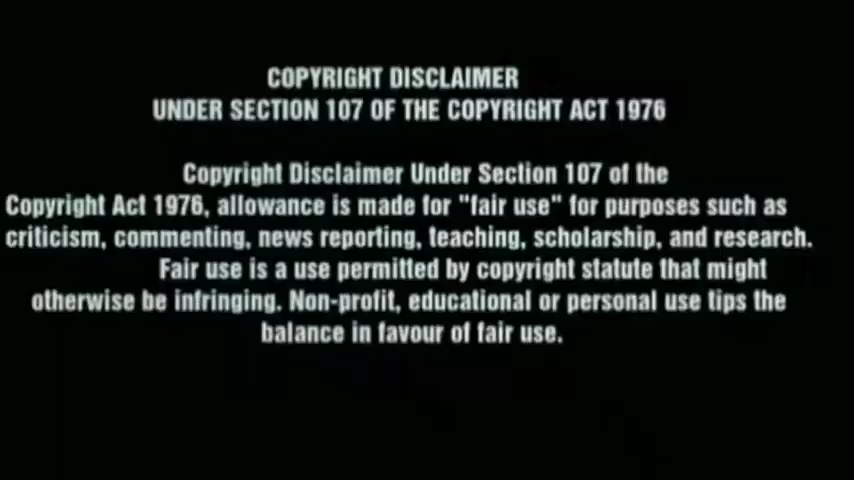 COPYRIGHT DISCLAIMER
UNDER SECTION 107 OF THE COPYRIGHT ACT 1976
Copyright Disclaimer Under Section 107 of the
Copyright Act 1976, allowance is made for "fair use" for purposes such as
criticism, commenting, news reporting, teaching, scholarship, and research.
Fair use is a use permitted by copyright statute that might
otherwise be infringing. Non-profit, educational or personal use tips the
balance in favour of fair use.